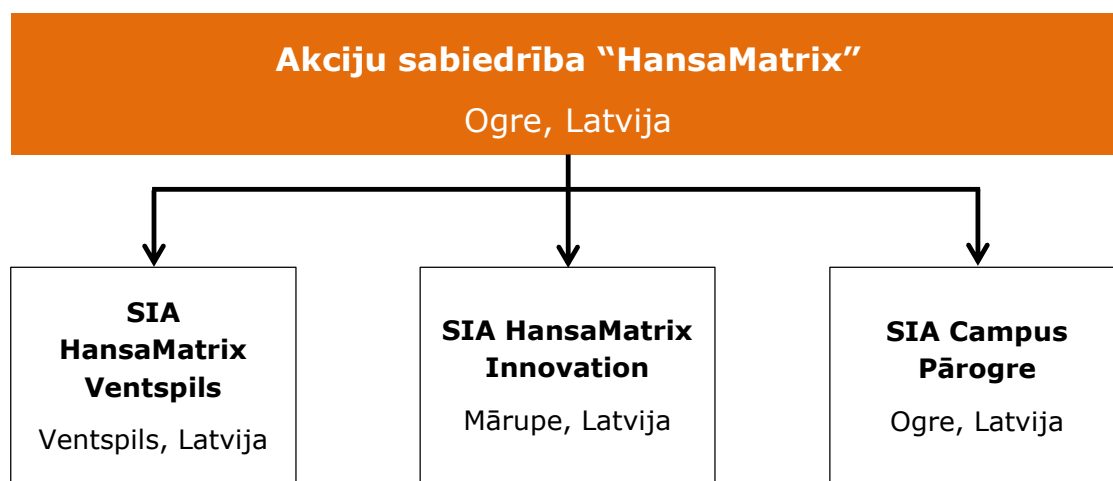 Akciju sabiedrība “HansaMatrix”
Ogre, Latvija
SIA
HansaMatrix
Ventspils
Ventspils, Latvija
SIA HansaMatrix
Innovation
Mārupe, Latvija
SIA Campus
Pārogre
Ogre, Latvija